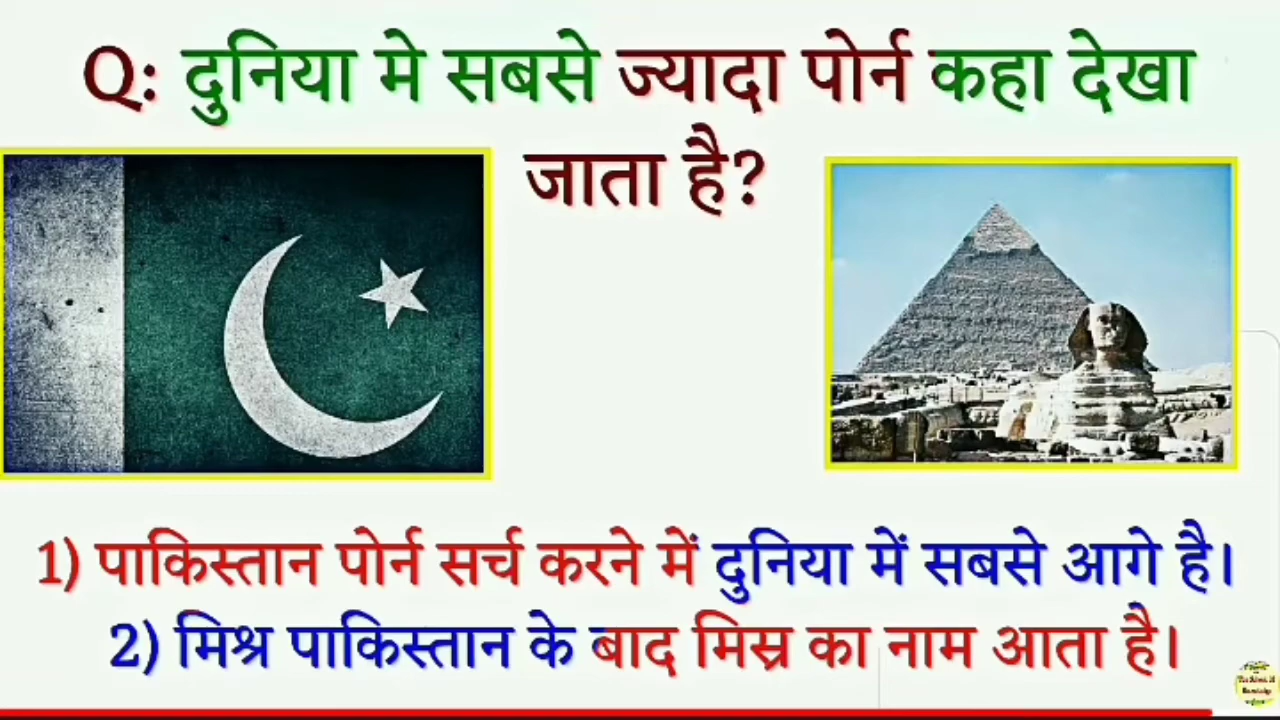 Q: दुनिया मे सबसे ज्यादा पोर्न कहा देखा
जाता है?
1) पाकिस्तान पोर्न सर्च करने में दुनिया में सबसे आगे है।
2) मिश्र पाकिस्तान के बाद मिस्र का नाम आता है।